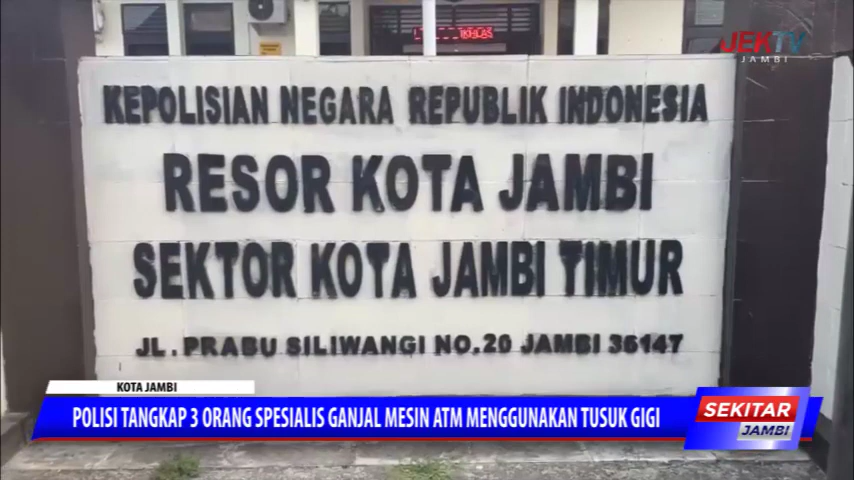 JEKTV
JAMBI
KEPOLISIAN NEGARA REPUBLIK INDONESIA
RESOR KOTA JAMBI
SEKTOR KOTA JAMBI TIMUR
JL. PRABU SILIWANGI NO.20 JAMBI 36147
KOTA JAMBI
POLISI TANGKAP 3 ORANG SPESIALIS GANJAL MESIN ATM MENGGUNAKAN TUSUK GIGI
SEKITAR
JAMBI